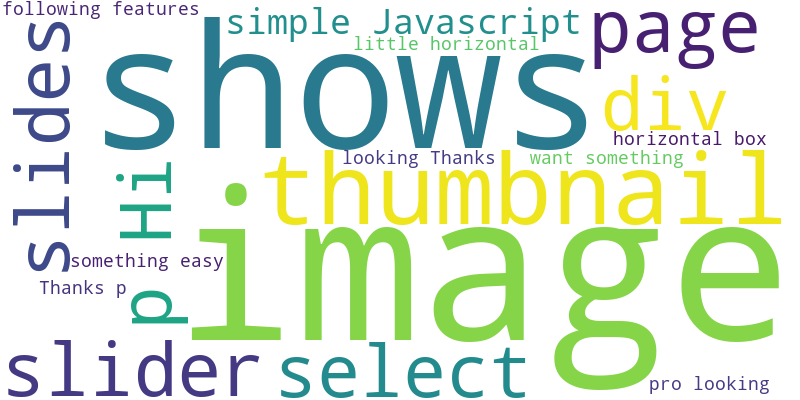 following features
simple Javascript
page
little horizontal
slides
shows
div
horizontal box
looking Thanks
want something
Hi
thumbnail
something easy
image
Thanks p
p
slider
select
pro looking